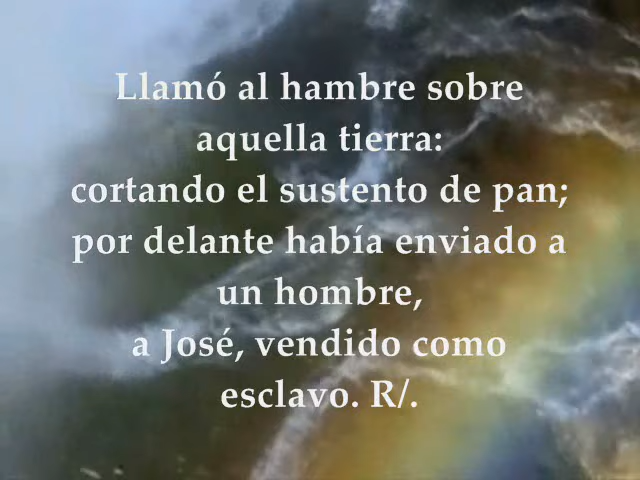 Llamó al hambre sobre
aquella tierra:
cortando el sustento de pan;
por delante había enviado a
un hombre,
a José, vendido como
esclavo. R/.